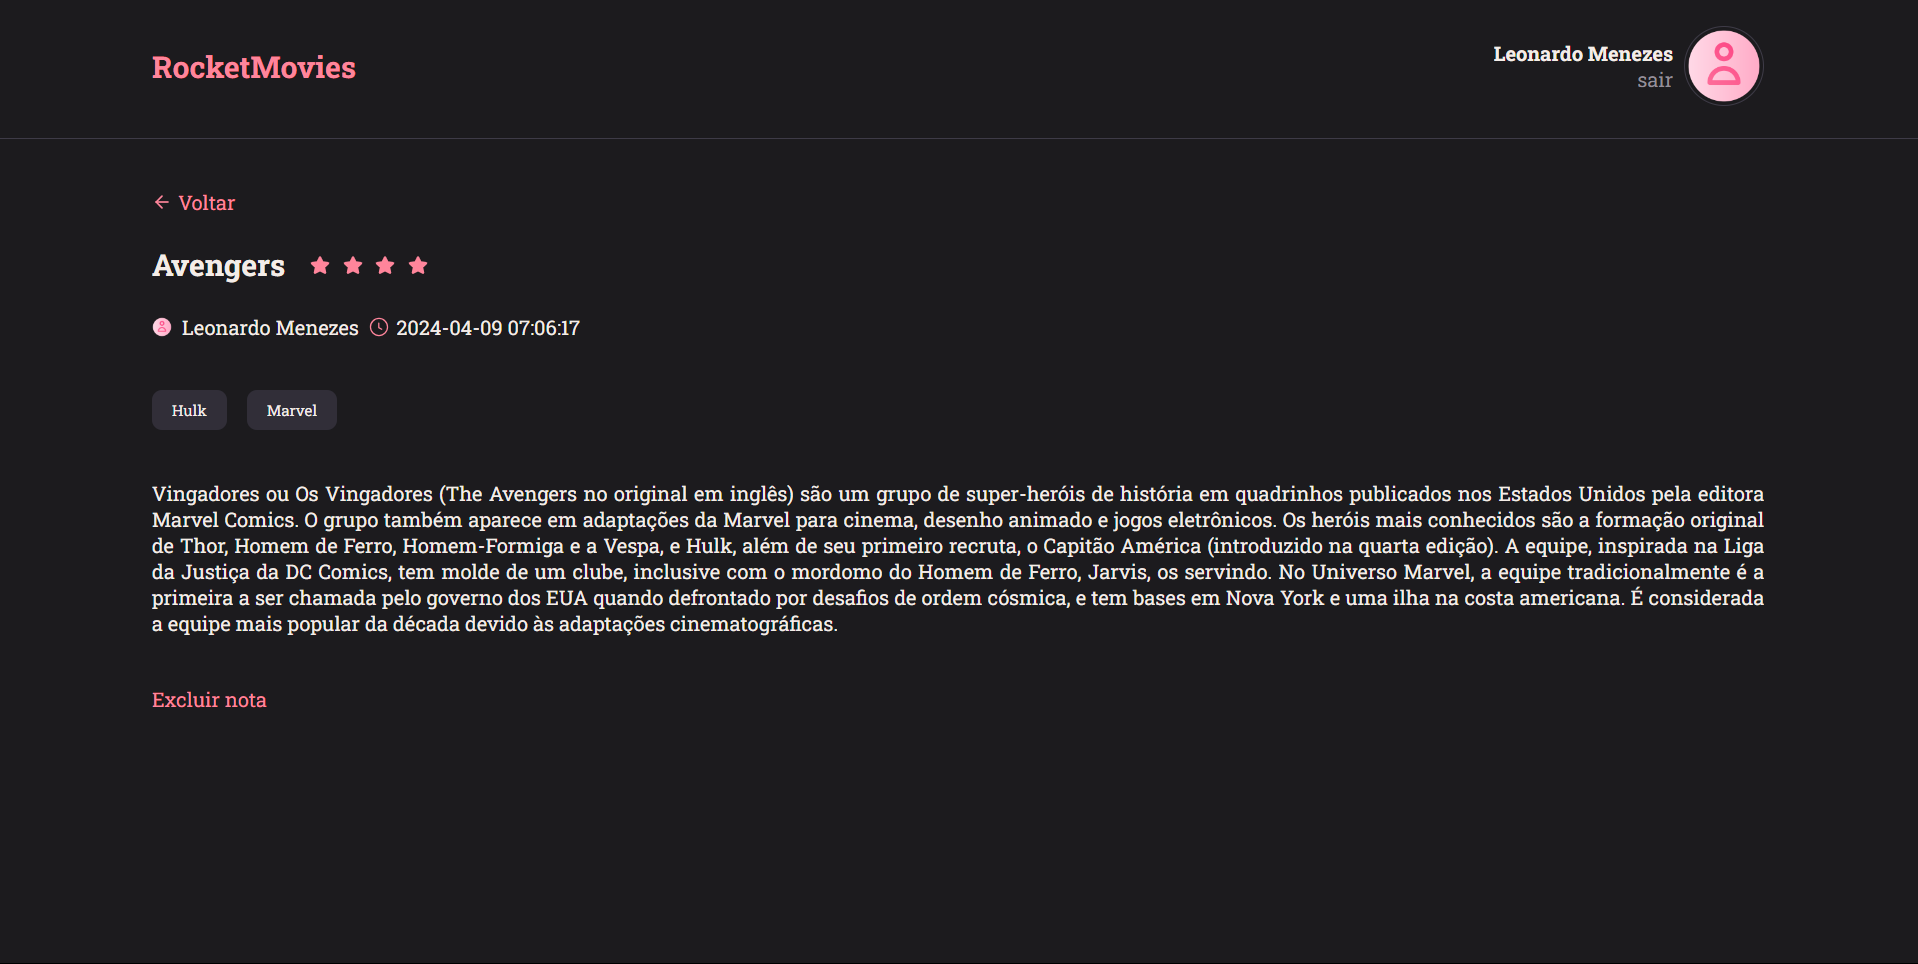 RocketMovies
Leonardo Menezes
sair
Voltar
Avengers
Leonardo Menezes 2024-04-09 07:06:17
Hulk Marvel
Vingadores ou Os Vingadores (The Avengers no original em inglês) são um grupo de super-heróis de história em quadrinhos publicados nos Estados Unidos pela editora
Marvel Comics. O grupo também aparece em adaptações da Marvel para cinema, desenho animado e jogos eletrônicos. Os heróis mais conhecidos são a formação original
de Thor, Homem de Ferro, Homem-Formiga e a Vespa, e Hulk, além de seu primeiro recruta, o Capitão América (introduzido na quarta edição). A equipe, inspirada na Liga
da Justiça da DC Comics, tem molde de um clube, inclusive com o mordomo do Homem de Ferro, Jarvis, os servindo. No Universo Marvel, a equipe tradicionalmente é a
primeira a ser chamada pelo governo dos EUA quando defrontado por desafios de ordem cósmica, e tem bases em Nova York e uma ilha na costa americana. É considerada
a equipe mais popular da década devido às adaptações cinematográficas.
Excluir nota